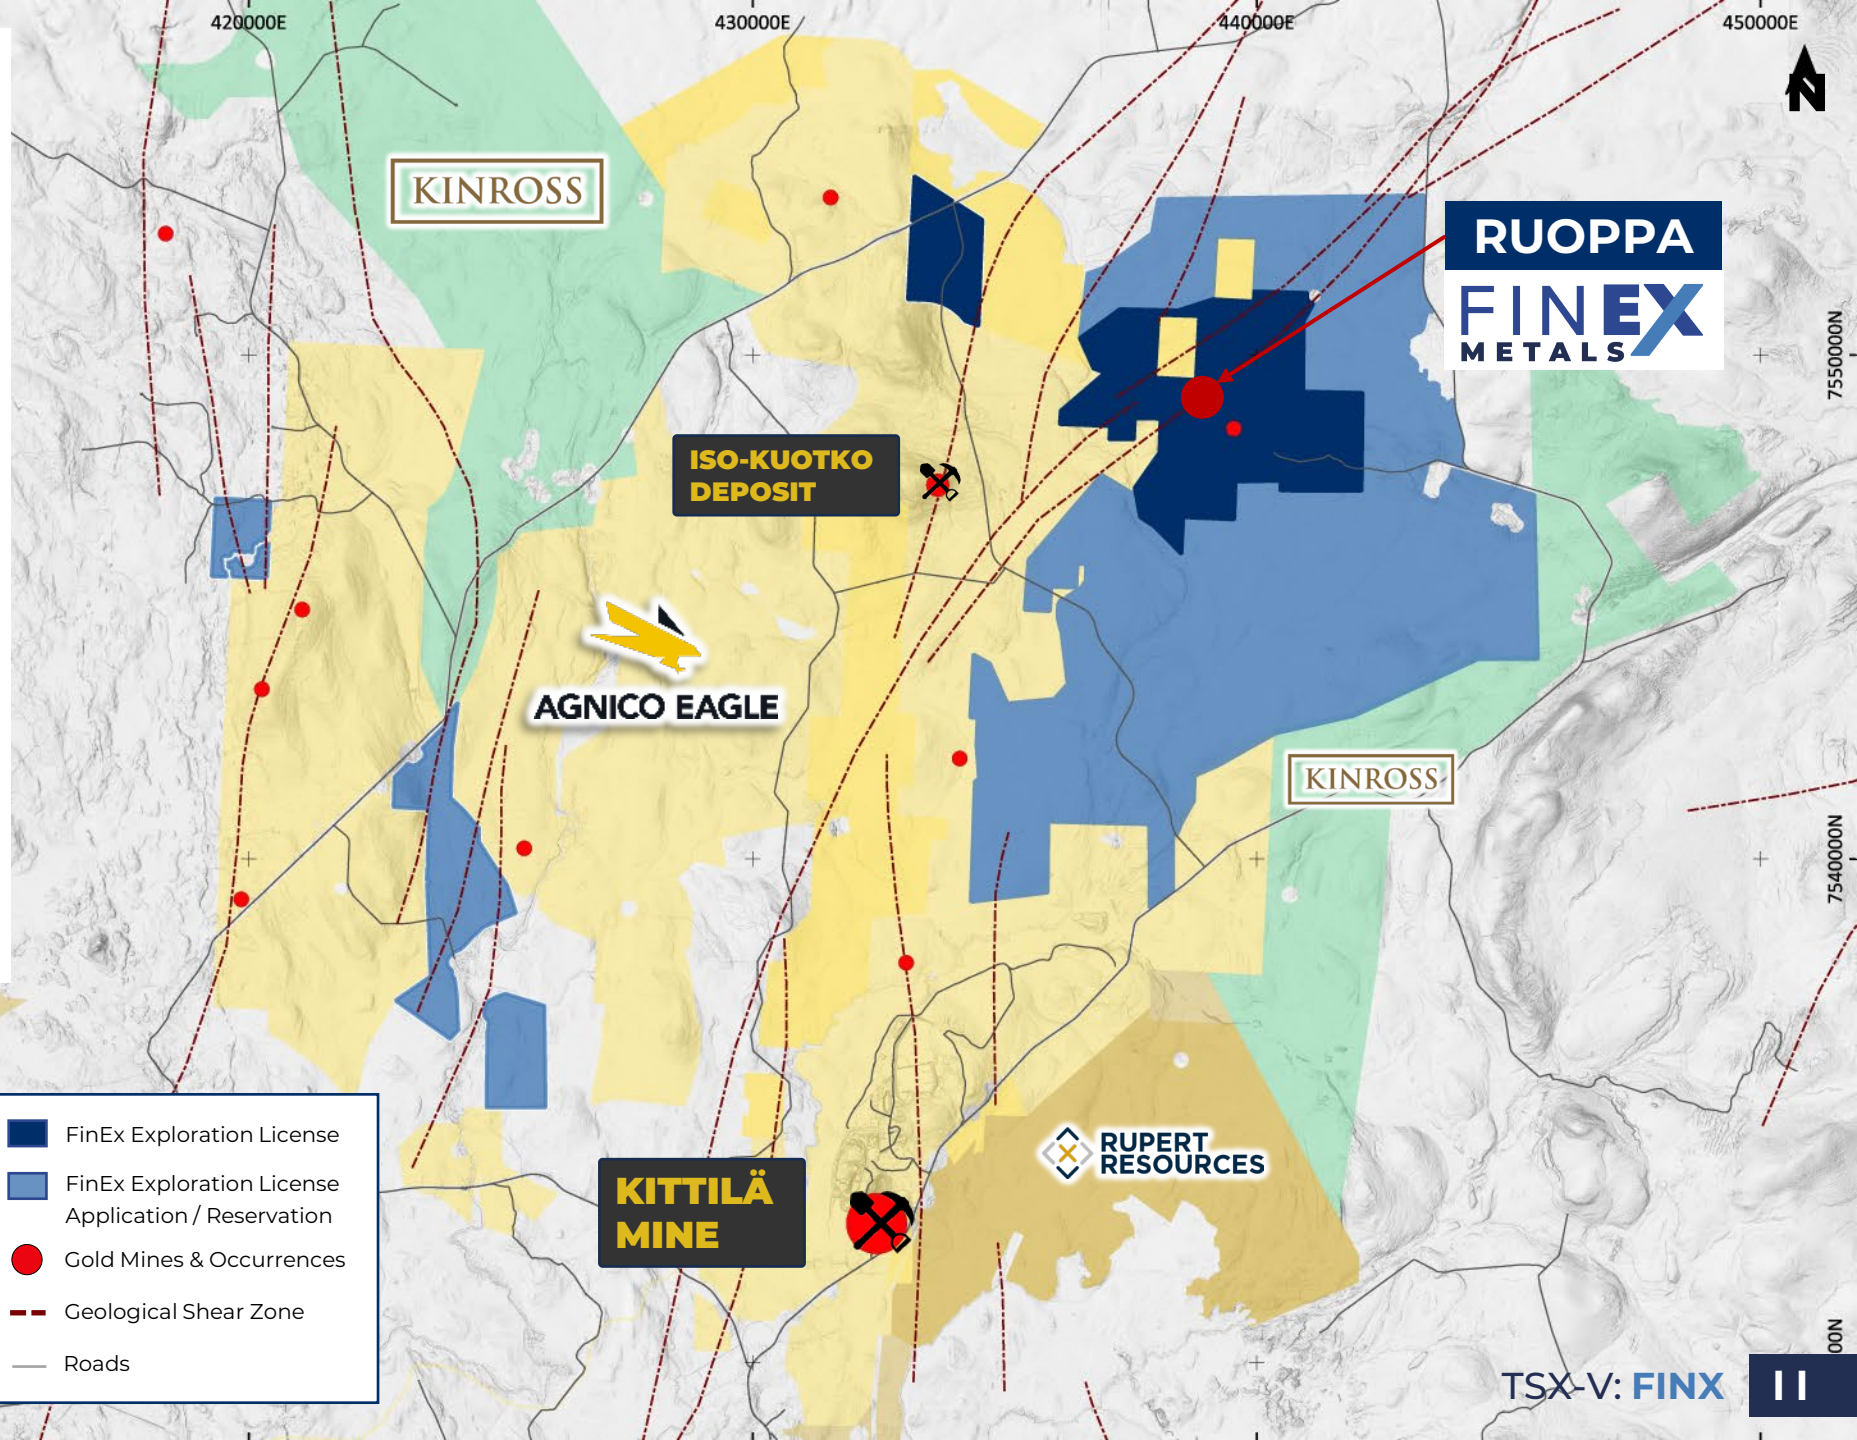 420000E
430000E
440000E
450000E
N
KINROSS
RUOPPA
FINEX
METALS
7550000N
ISO-KUOTKO
DEPOSIT
AGNICO EAGLE
KINROSS
7540000N
RUPERT
RESOURCES
KITTILÄ
MINE
FinEx Exploration License
FinEx Exploration License
Application / Reservation
Gold Mines & Occurrences
Geological Shear Zone
Roads
00N
TSX-V: FINX
11